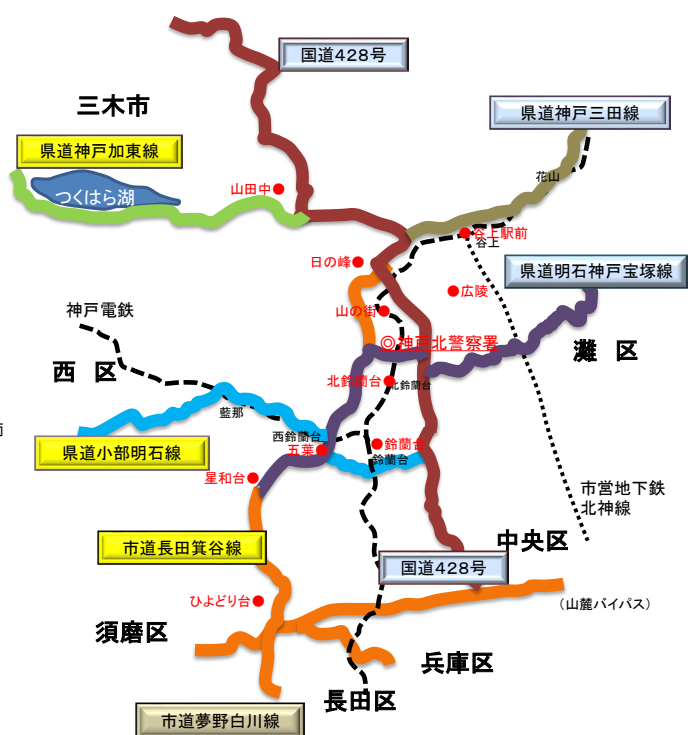 国道428号
三木市
県道神戸三田線
県道神戸加東線
花山
つくはら湖
山田中
谷上駅前
谷上
日の峰
県道明石神戸宝塚線
広陵
神戸電鉄
山の街
◎神戸北警察署
灘 区
西 区
北鈴蘭台
北鈴蘭台
藍那
西鈴蘭台
鈴蘭台
県道小部明石線
五葉
鈴蘭台
星和台
市営地下鉄
北神線
市道長田箕谷線
中央区
国道428号
ひよどり台
(山麓バイパス)
須磨区
兵庫区
長田区
市道夢野白川線